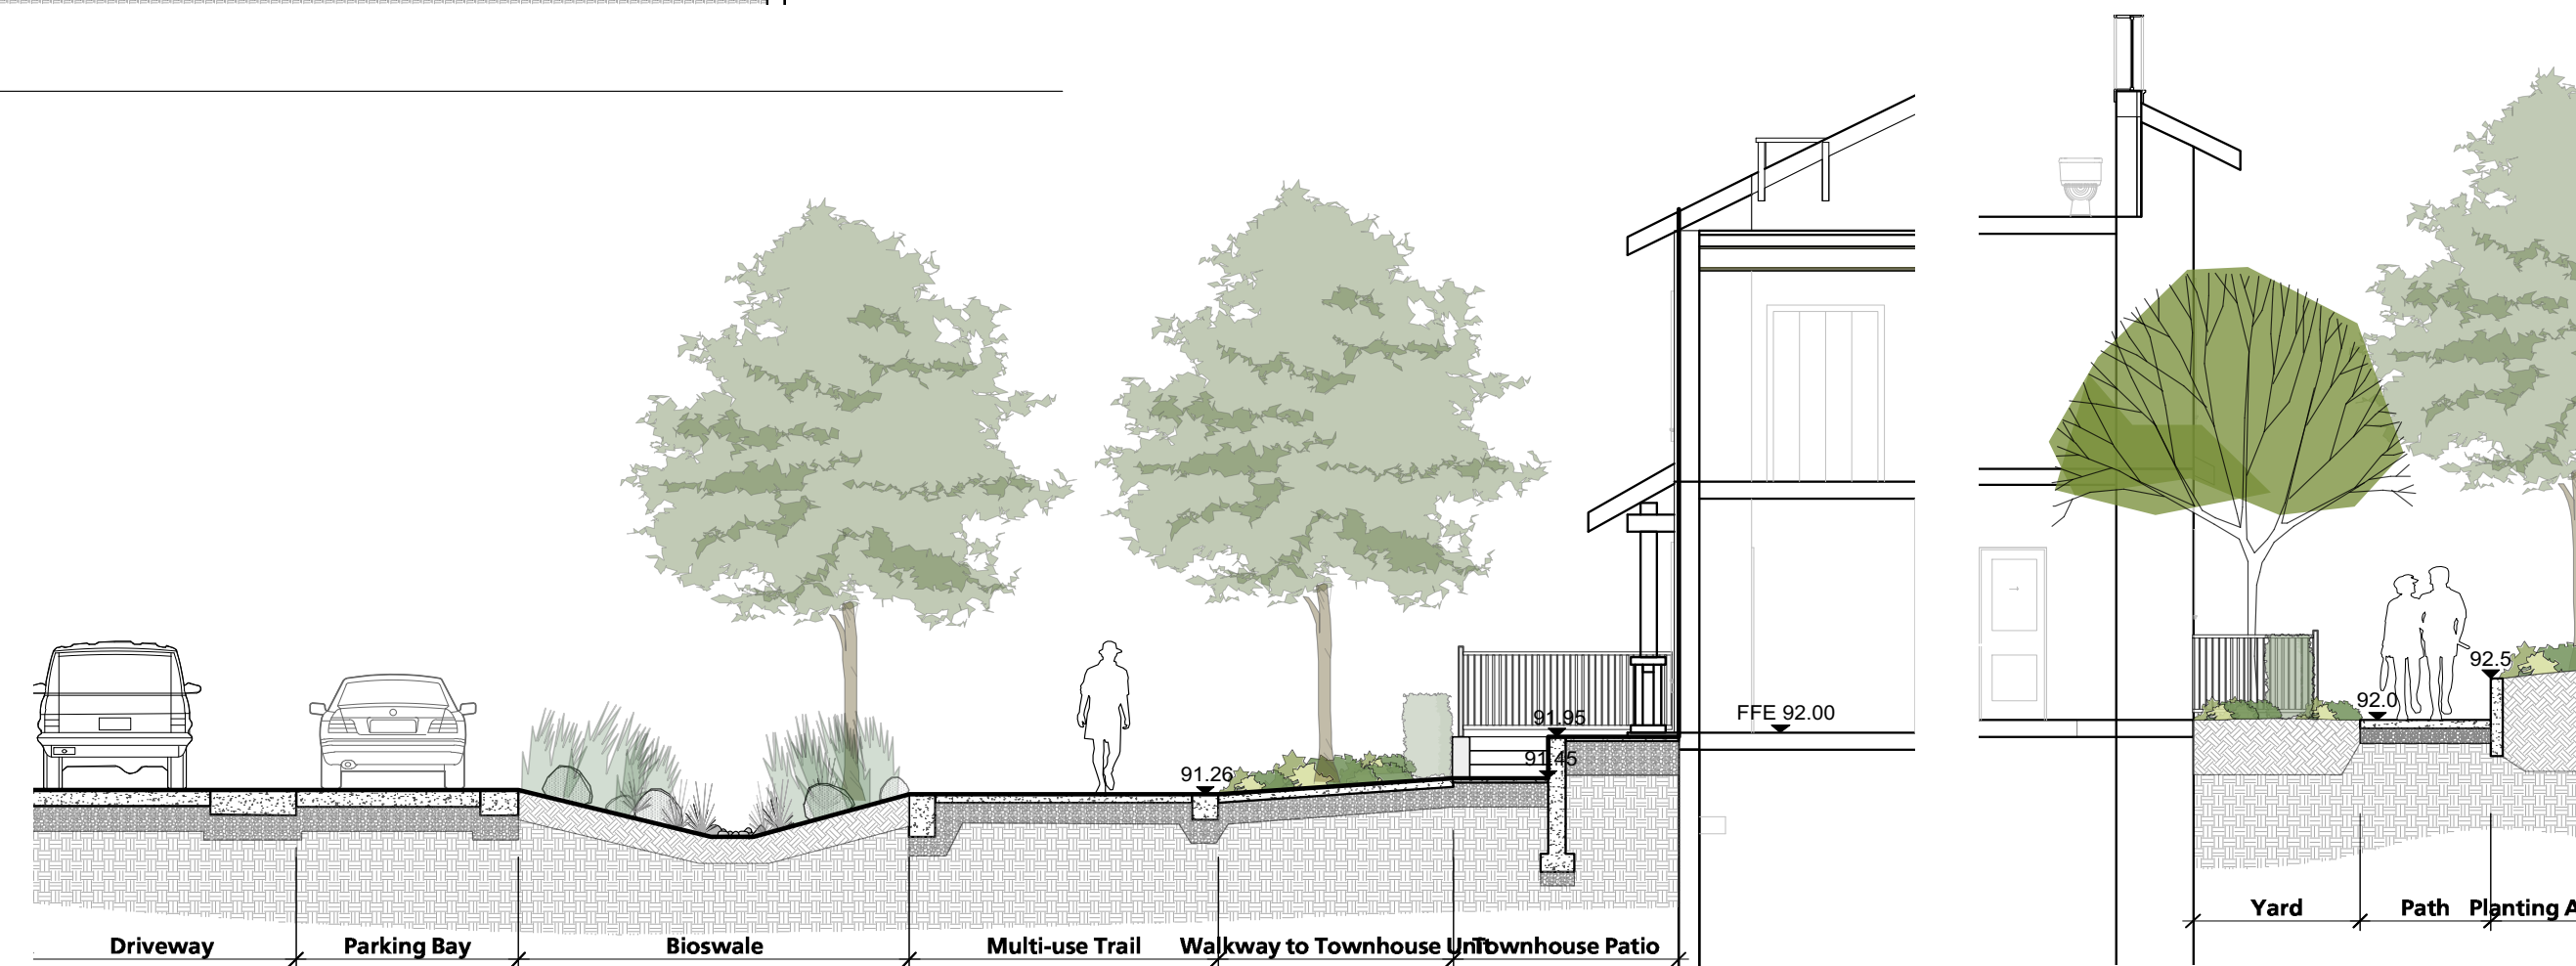 92.5
92.0
91.95
FFE 92.00
91.45
91.26
Yard Path Planting A
Driveway Parking Bay Bioswale Multi-use Trail Walkway to Townhouse Unit Townhouse Patio